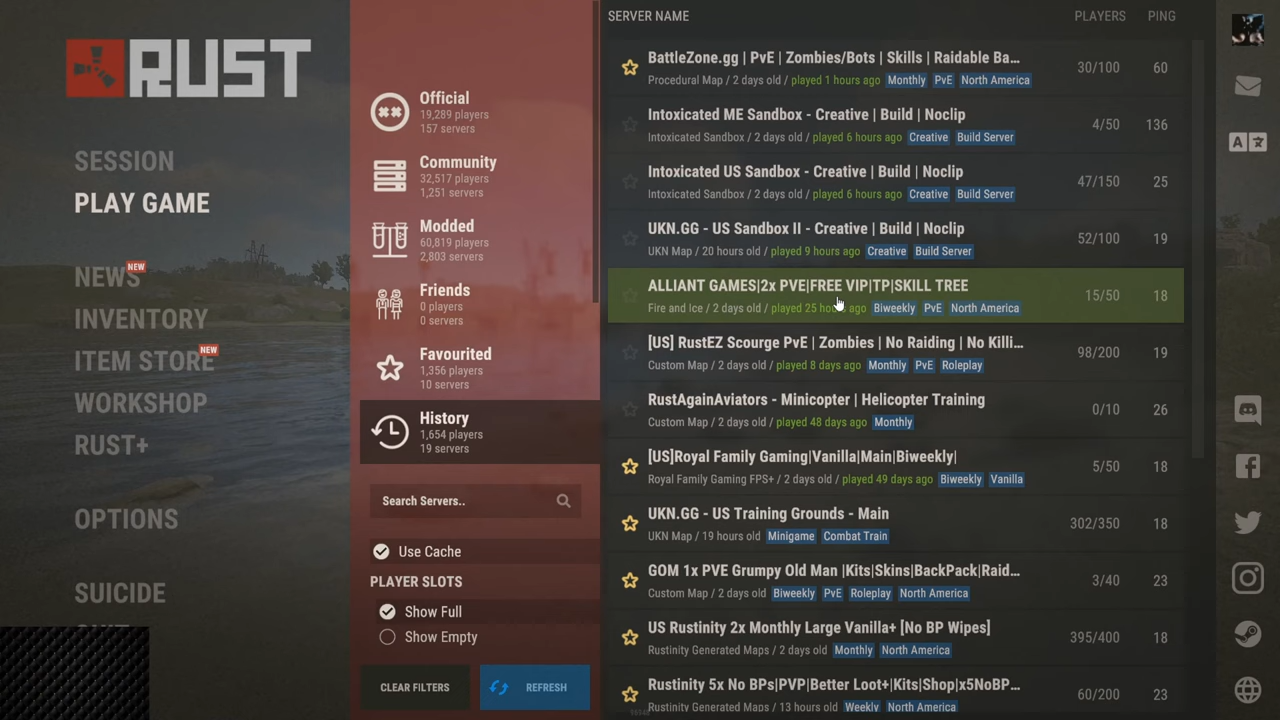 RUST
SESSION
PLAY GAME
NEWS
NEW
INVENTORY
ITEM STORE
NEW
WORKSHOP
RUST+
OPTIONS
SUICIDE
Official
19,289 players
157 servers
Community
32,517 players
1,251 servers
Modded
60,819 players
2,803 servers
Friends
0 players
0 servers
Favourited
1,356 players
10 servers
History
1,654 players
19 servers
Search Servers..
Use Cache
PLAYER SLOTS
Show Full
Show Empty
CLEAR FILTERS
REFRESH
SERVER NAME PLAYERS PING
BattleZone.gg | PvE | Zombies/Bots | Skills | Raidable Ba... 30/100 60
Procedural Map / 2 days old / played 1 hours ago Monthly PvE North America
Intoxicated ME Sandbox - Creative | Build | Noclip 4/50 136
Intoxicated Sandbox / 2 days old / played 6 hours ago Creative Build Server
Intoxicated US Sandbox - Creative | Build | Noclip 47/150 25
Intoxicated Sandbox / 2 days old / played 6 hours ago Creative Build Server
UKN.GG - US Sandbox II - Creative | Build | Noclip 52/100 19
UKN Map / 20 hours old / played 9 hours ago Creative Build Server
ALLIANT GAMES|2x PVE|FREE VIP|TP|SKILL TREE 15/50 18
Fire and Ice / 2 days old / played 25 ago Biweekly PvE North America
[US] RustEZ Scourge PvE | Zombies | No Raiding | No Killi... 98/200 19
Custom Map / 2 days old / played 8 days ago Monthly PvE Roleplay
RustAgainAviators - Minicopter | Helicopter Training 0/10 26
Custom Map / 2 days old / played 48 days ago Monthly
[US]Royal Family Gaming|Vanilla|Main|Biweekly| 5/50 18
Royal Family Gaming FPS+ / 2 days old / played 49 days ago Biweekly Vanilla
UKN.GG - US Training Grounds - Main 302/350 18
UKN Map / 19 hours old Minigame Combat Train
GOM 1x PVE Grumpy Old Man |Kits|Skins|BackPack|Raid... 3/40 23
Custom Map / 2 days old Biweekly PvE Roleplay North America
US Rustinity 2x Monthly Large Vanilla+ [No BP Wipes] 395/400 18
Rustinity Generated Maps / 2 days old Monthly North America
Rustinity 5x No BPs|PVP|Better Loot+|Kits|Shop|x5NoBP... 60/200 23
Rustinity Generated Maps / 13 hours old Weekly North America